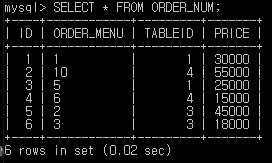 mysql> SELECT * FROM ORDER_NUM;
+----+------------+---------+-------+
| ID | ORDER_MENU | TABLEID | PRICE |
+----+------------+---------+-------+
| 1 | 1 | 1 | 30000 |
| 2 | 10 | 4 | 55000 |
| 3 | 5 | 1 | 25000 |
| 4 | 6 | 4 | 15000 |
| 5 | 2 | 3 | 45000 |
| 6 | 3 | 3 | 18000 |
+----+------------+---------+-------+
6 rows in set (0.02 sec)